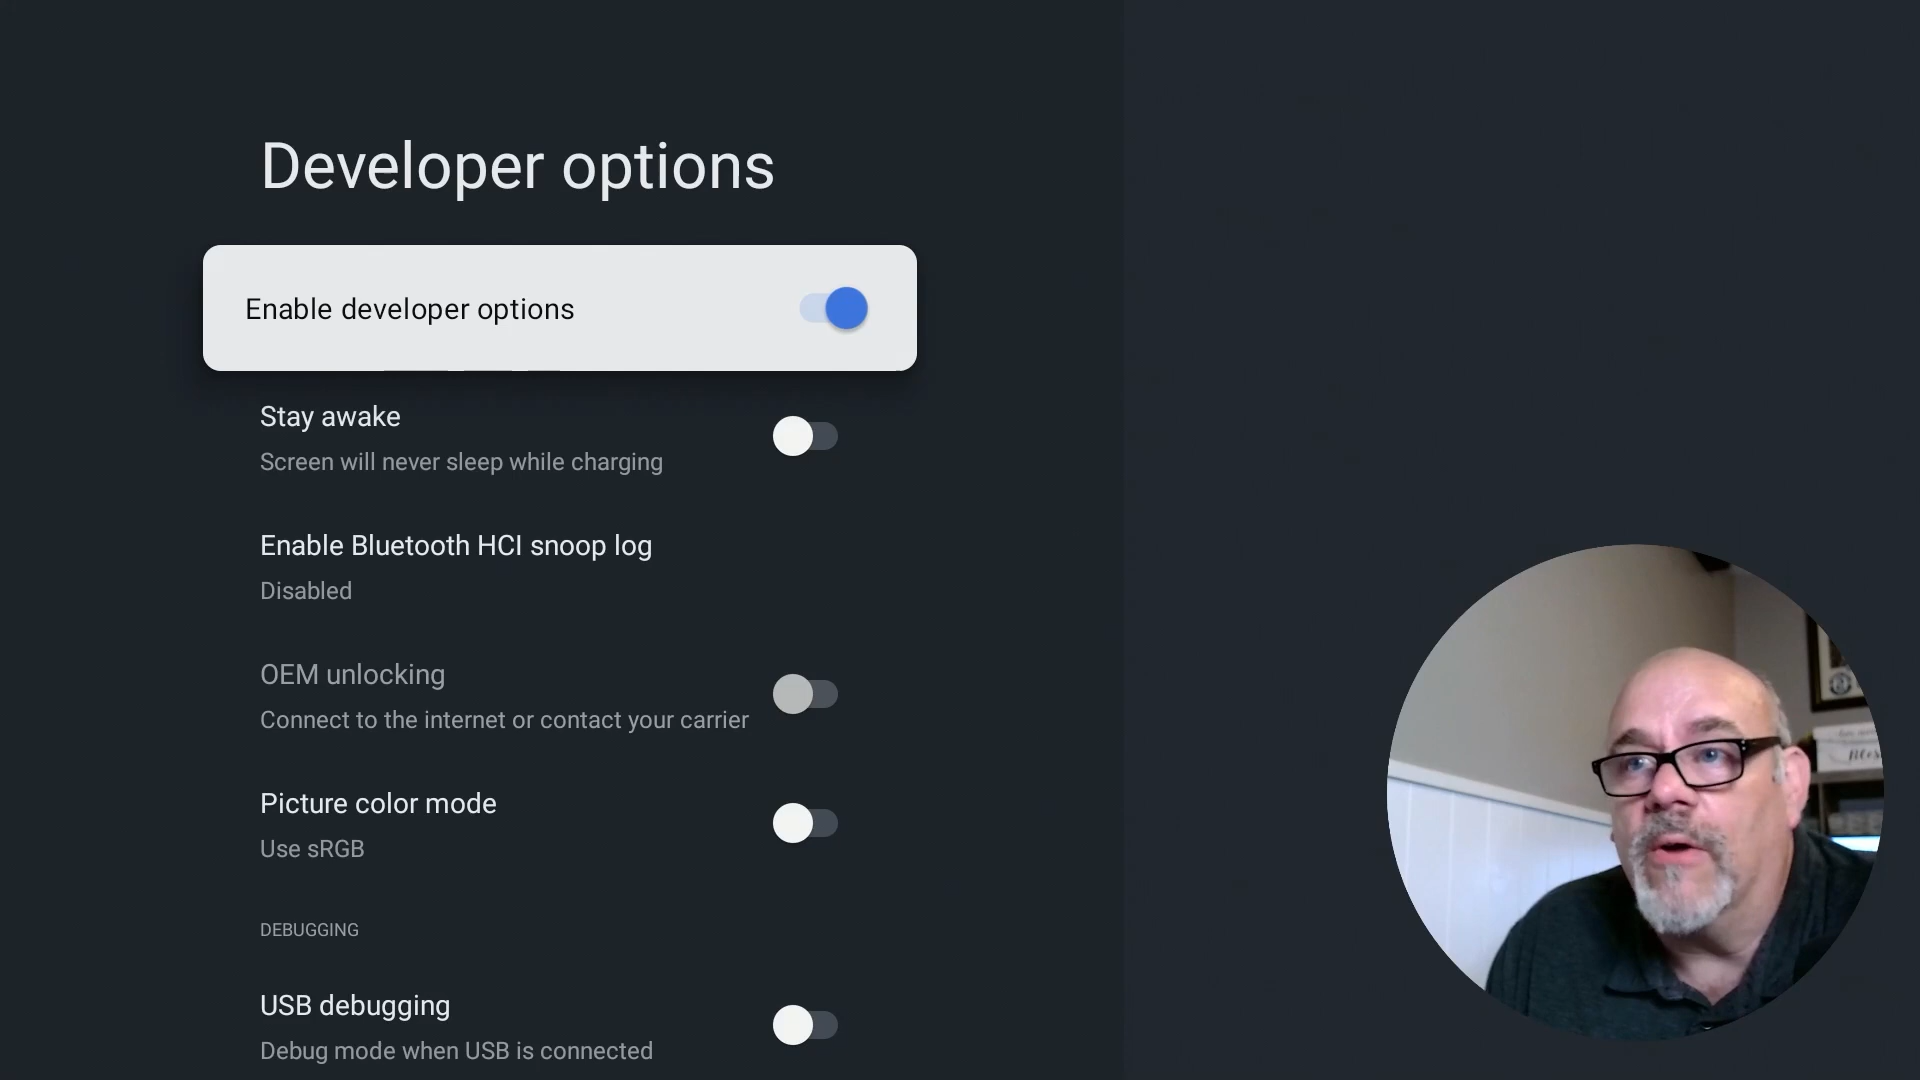 Developer options
Enable developer options
Stay awake
Screen will never sleep while charging
Enable Bluetooth HCI snoop log
Disabled
OEM unlocking
Connect to the internet or contact your carrier
Picture color mode
Use sRGB
DEBUGGING
USB debugging
Debug mode when USB is connected